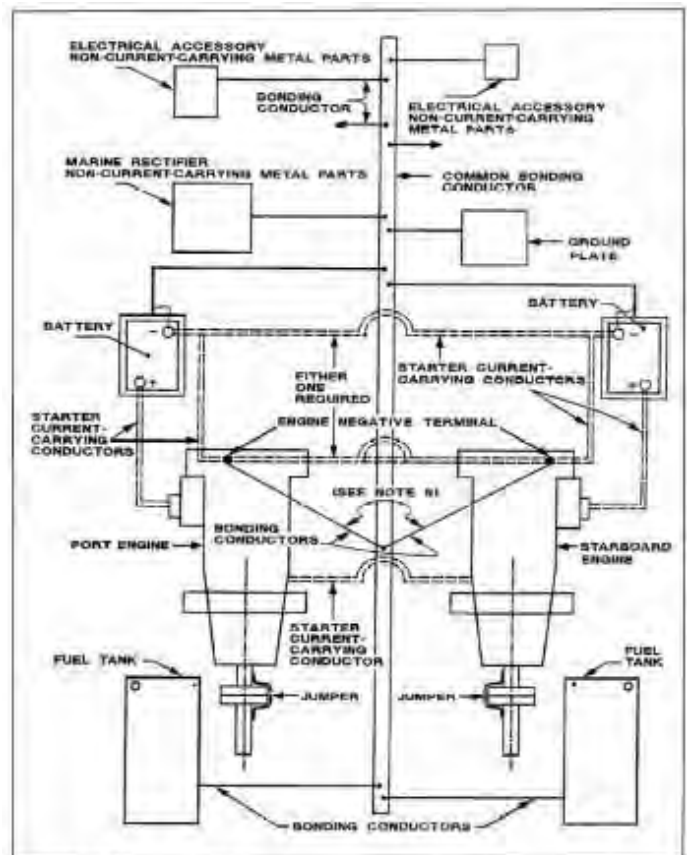 ELECTRICAL ACCESSORY
NON-CURRENT-CARRYING METAL PARTS
BONDING
CONDUCTOR
ELECTRICAL ACCESSORY
NON-CURRENT-CARRYING
METAL PARTS
MARINE RECTIFIER
NON-CURRENT-CARRYING METAL PARTS
COMMON BONDING
CONDUCTOR
GROUND
PLATE
BATTERY
BATTERY
-
-
+
+
EITHER
ONE
REQUIRED
STARTER CURRENT-
CARRYING CONDUCTORS
STARTER
CURRENT-
CARRYING
CONDUCTORS
ENGINE NEGATIVE TERMINAL
BONDING
CONDUCTORS
PORT ENGINE
STARBOARD
ENGINE
STARTER
CURRENT-
CARRYING
CONDUCTOR
FUEL TANK
FUEL
TANK
JUMPER
JUMPER
BONDING CONDUCTORS